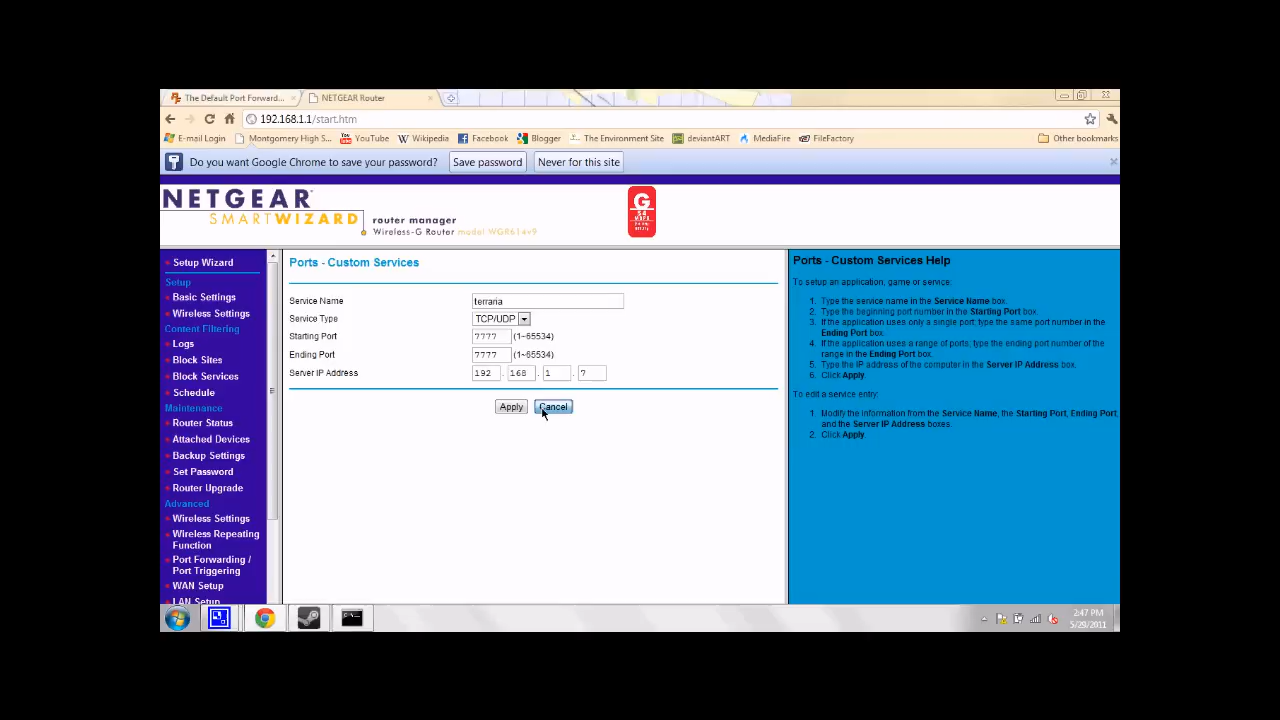 The Default Port Forward...
NETGEAR Router
192.168.1.1/start.htm
E-mail Login
Montgomery High S...
YouTube
Wikipedia
Facebook
Blogger
The Environment Site
deviantART
MediaFire
FileFactory
Other bookmarks
Do you want Google Chrome to save your password?
Save password
Never for this site
NETGEAR
SMARTWIZARD
router manager
Wireless-G Router model WGR614v9
G
Setup Wizard
Setup
Basic Settings
Wireless Settings
Content Filtering
Logs
Block Sites
Block Services
Schedule
Maintenance
Router Status
Attached Devices
Backup Settings
Set Password
Router Upgrade
Advanced
Wireless Settings
Wireless Repeating
Function
Port Forwarding /
Port Triggering
WAN Setup
LAN Setup
Ports - Custom Services
Service Name terraria
Service Type TCP/UDP
Starting Port 7777 (1~65534)
Ending Port 7777 (1~65534)
Server IP Address 192 . 168 . 1 . 7
Apply Cancel
Ports - Custom Services Help
To setup an application, game or service:
1. Type the service name in the Service Name box.
2. Type the beginning port number in the Starting Port box.
3. If the application uses only a single port; type the same port number in the
Ending Port box.
4. If the application uses a range of ports; type the ending port number of the
range in the Ending Port box.
5. Type the IP address of the computer in the Server IP Address box.
6. Click Apply.
To edit a service entry:
1. Modify the information from the Service Name, the Starting Port, Ending Port,
and the Server IP Address boxes.
2. Click Apply.
2:47 PM
5/29/2011